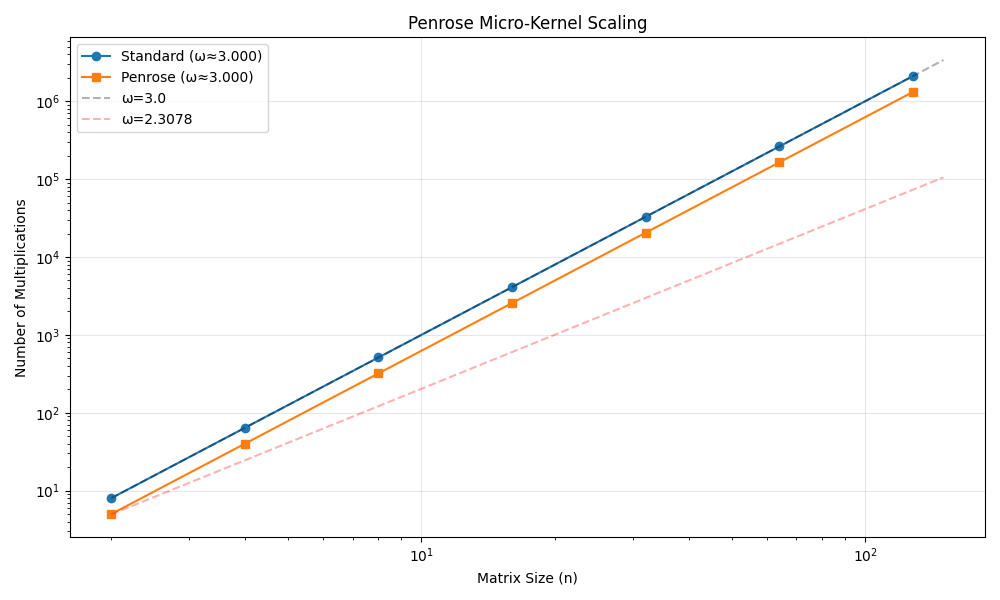 Penrose Micro-Kernel Scaling
Standard (ω≈3.000)
Penrose (ω≈3.000)
ω=3.0
ω=2.3078
Number of Multiplications
10⁶
10⁵
10⁴
10³
10²
10¹
10¹ 10²
Matrix Size (n)